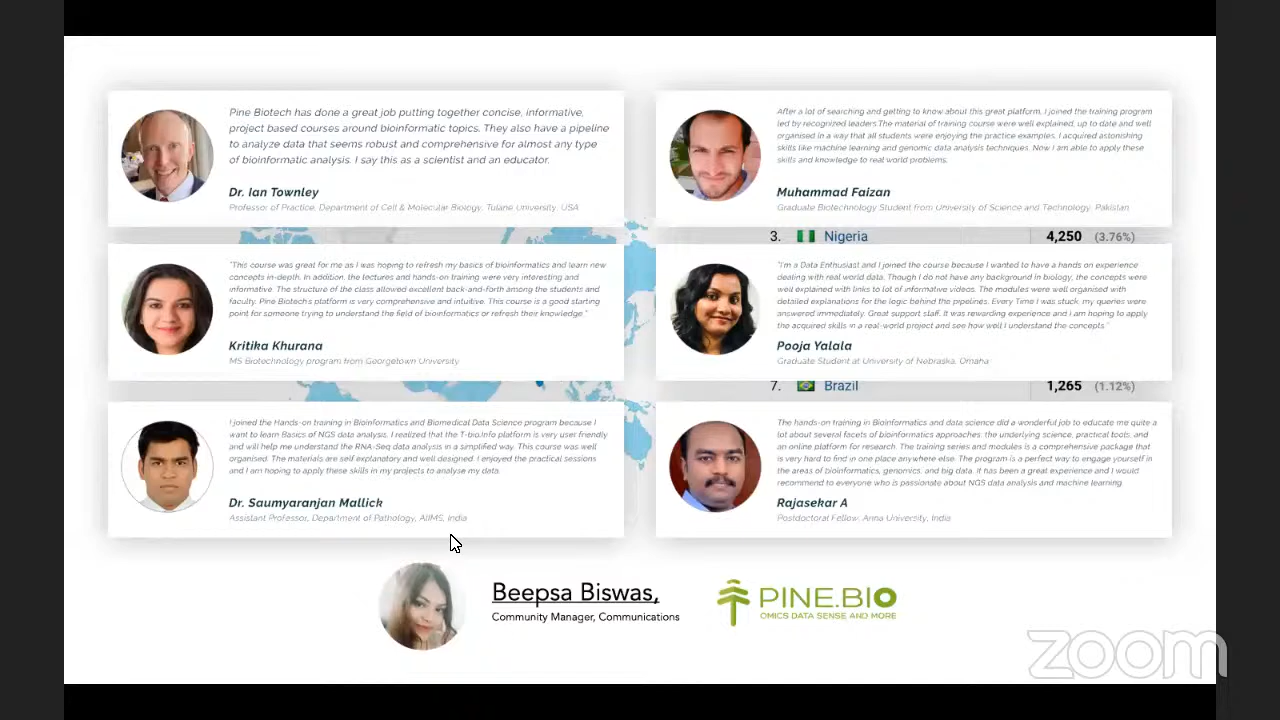 Pine Biotech has done a great job putting together concise, informative,
project based courses around bioinformatic topics. They also have a pipeline
to analyze data that seems robust and comprehensive for almost any type
of bioinformatic analysis. I say this as a scientist and an educator.
Dr. Ian Townley
Professor of Practice, Department of Cell & Molecular Biology, Tulane University, USA
After a lot of searching and getting to know about this great platform, I joined the training program
led by recognized leaders.The material of training course were well explained, up to date and well
organised in a way that all students were enjoying the practice examples. I acquired astonishing
skills like machine learning and genomic data analysis techniques. Now I am able to apply these
skills and knowledge to real world problems.
Muhammad Faizan
Graduate Biotechnology Student from University of Science and Technology, Pakistan
3. Nigeria 4,250 (3.76%)
"This course was great for me as I was hoping to refresh my basics of bioinformatics and learn new
concepts in-depth. In addition, the lectures and hands-on training were very interesting and
informative. The structure of the class allowed excellent back-and-forth among the students and
faculty. Pine Biotech's platform is very comprehensive and intuitive. This course is a good starting
point for someone trying to understand the field of bioinformatics or refresh their knowledge."
Kritika Khurana
MS Biotechnology program from Georgetown University
"I'm a Data Enthusiast and I joined the course because I wanted to have a hands on experience
dealing with real world data. Though I do not have any background in biology, the concepts were
well explained with links to lot of informative videos. The modules were well organised with
detailed explanations for the logic behind the pipelines. Every Time I was stuck, my queries were
answered immediately. Great support staff. It was rewarding experience and I am hoping to apply
the acquired skills in a real-world project and see how well I understand the concepts."
Pooja Yalala
Graduate Student at University of Nebraska, Omaha
7. Brazil 1,265 (1.12%)
I joined the Hands-on training in Bioinformatics and Biomedical Data Science program because I
want to learn Basics of NGS data analysis. I realized that the T-bio.Info platform is very user friendly
and will help me understand the RNA-Seq data analysis in a simplified way. This course was well
organised. The materials are self explanatory and well designed. I enjoyed the practical sessions
and I am hoping to apply these skills in my projects to analyse my data.
Dr. Saumyaranjan Mallick
Assistant Professor, Department of Pathology, AIIMS, India
The hands-on training in Bioinformatics and data science did a wonderful job to educate me quite a
lot about several facets of bioinformatics approaches, the underlying science, practical tools, and
an online platform for research. The training series and modules is a comprehensive package that
is very hard to find in one place anywhere else. The program is a perfect way to engage yourself in
the areas of bioinformatics, genomics, and big data. It has been a great experience and I would
recommend to everyone who is passionate about NGS data analysis and machine learning.
Rajasekar A
Postdoctoral Fellow, Anna University, India
Beepsa Biswas,
Community Manager, Communications
PINE.BIO
OMICS DATA SENSE AND MORE
zoom